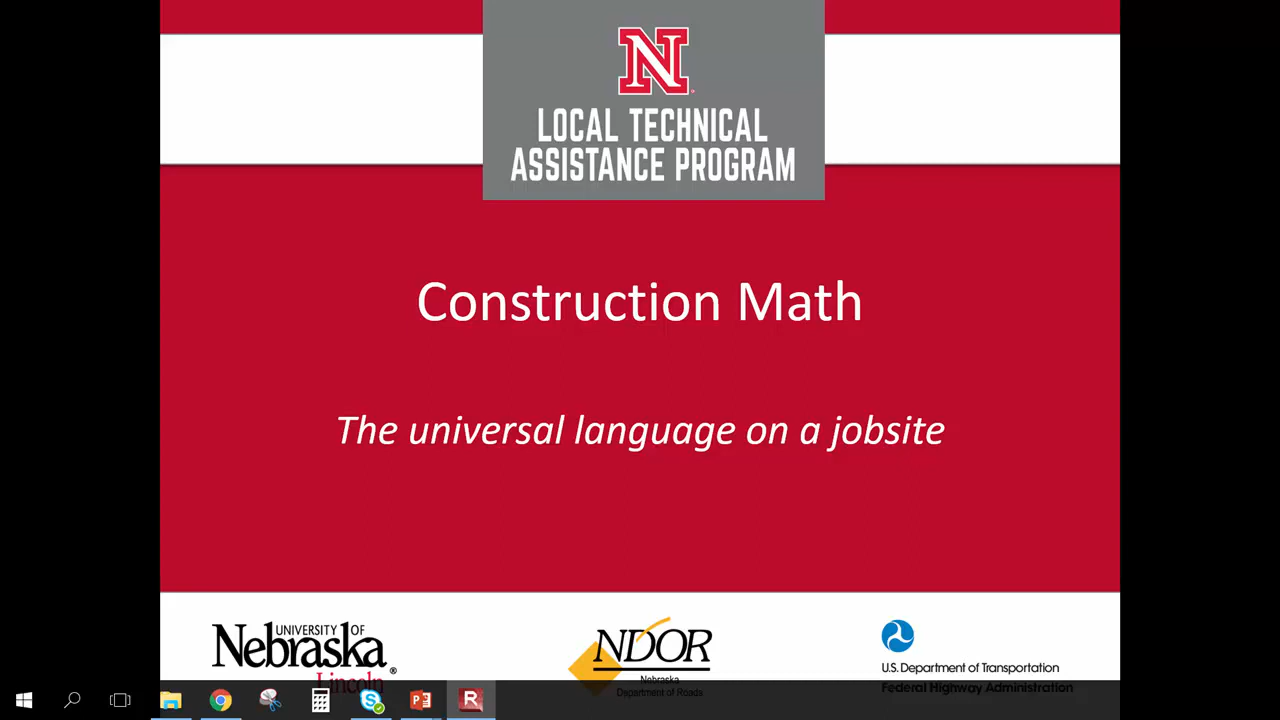 N
LOCAL TECHNICAL
ASSISTANCE PROGRAM
Construction Math
The universal language on a jobsite
UNIVERSITY OF
Nebraska®
Lincoln
NDOR
Nebraska
Department of Roads
U.S. Department of Transportation
Federal Highway Administration